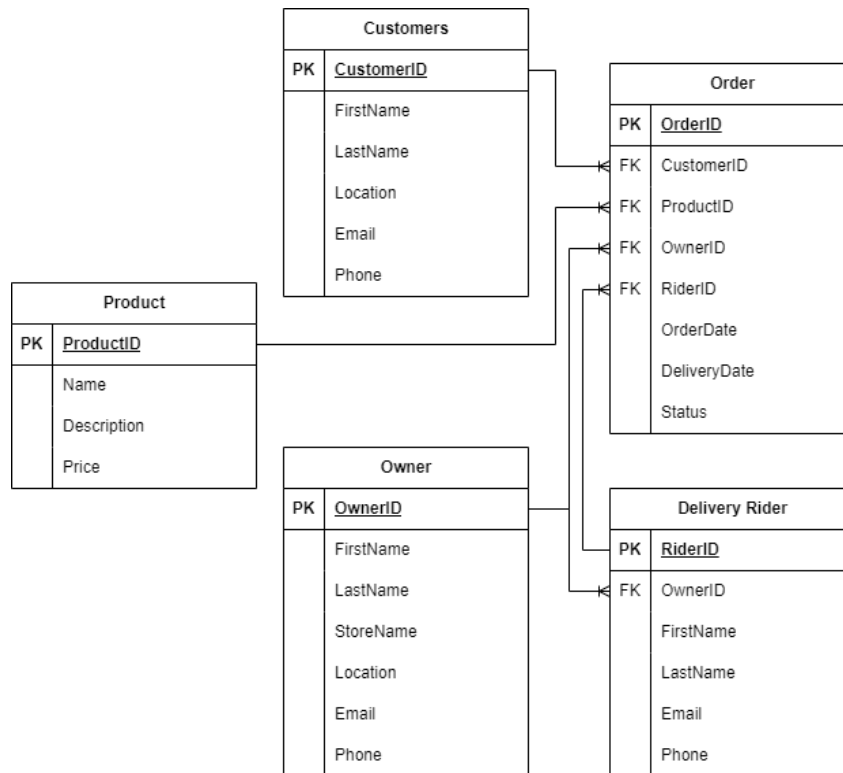 Customers
PK CustomerID
FirstName
LastName
Location
Email
Phone
Order
PK OrderID
FK CustomerID
FK ProductID
FK OwnerID
FK RiderID
OrderDate
DeliveryDate
Status
Product
PK ProductID
Name
Description
Price
Owner
PK OwnerID
FirstName
LastName
StoreName
Location
Email
Phone
Delivery Rider
PK RiderID
FK OwnerID
FirstName
LastName
Email
Phone